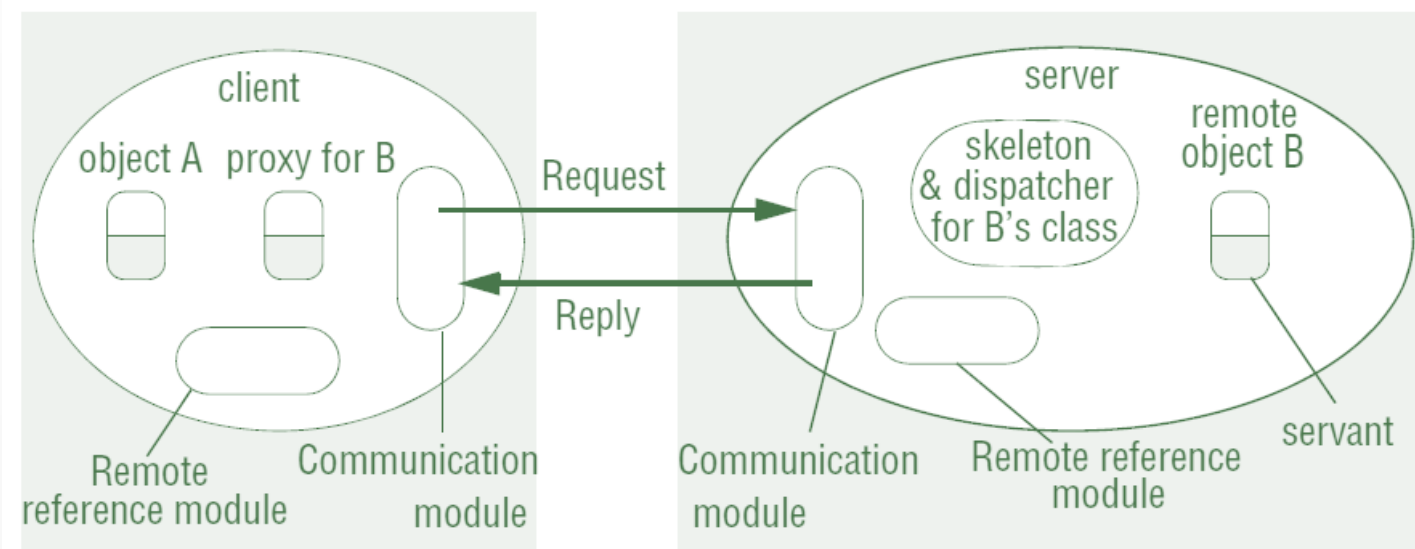 client
object A
proxy for B
Remote
reference module
Communication
module
Request
Reply
server
skeleton
& dispatcher
for B's class
remote
object B
Communication
module
Remote reference
module
servant